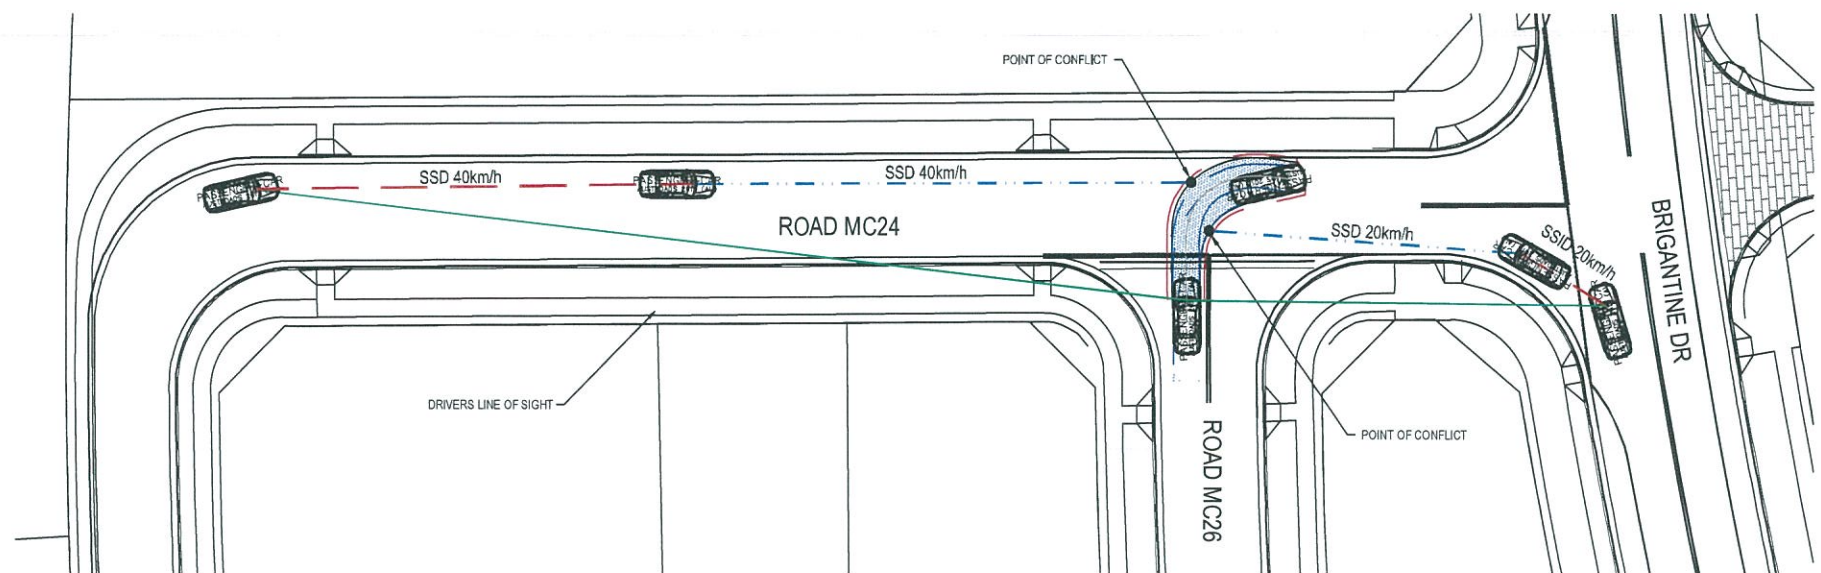 POINT OF CONFLICT
SSD 40km/h
SSD 40km/h
ROAD MC24
SSD 20km/h
SSID 20km/h
BRIGANTINE DR
DRIVERS LINE OF SIGHT
POINT OF CONFLICT
ROAD MC26